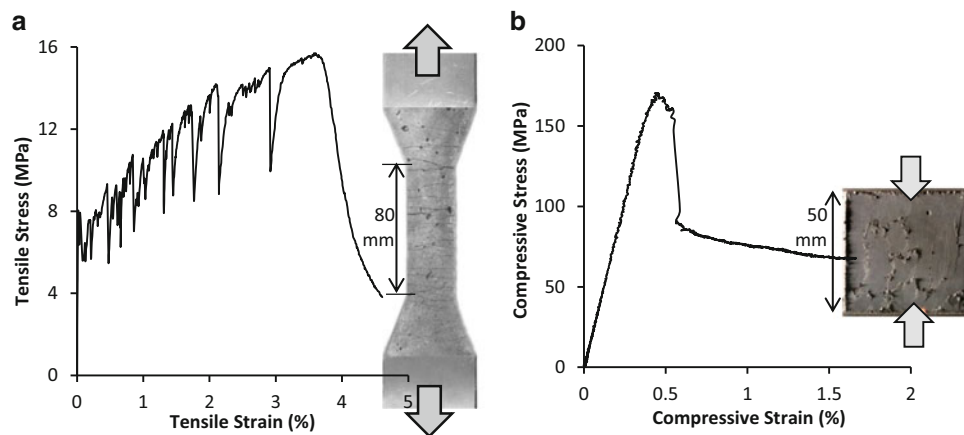 a
Tensile Stress (MPa)
16
12
8
4
0
0 1 2 3 4 5
Tensile Strain (%)
80
mm
b
Compressive Stress (MPa)
200
150
100
50
0
0 0.5 1 1.5 2
Compressive Strain (%)
50
mm